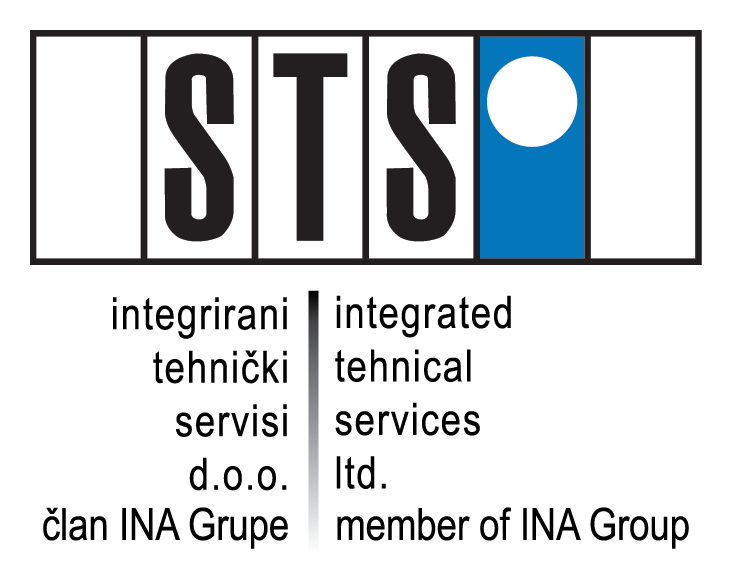 STS
integrirani
tehnički
servisi
d.o.o.
član INA Grupe
integrated
tehnical
services
ltd.
member of INA Group